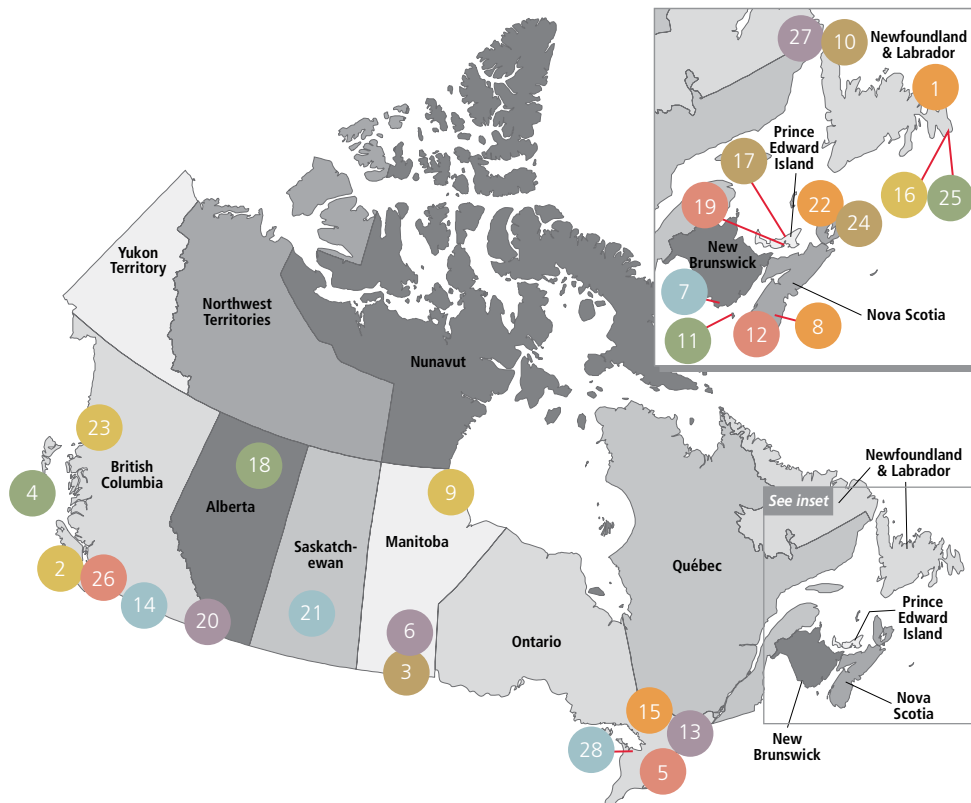 27
10
Newfoundland
& Labrador
1
Prince
Edward
Island
17
16
25
19
22
24
New
Brunswick
7
Nova Scotia
11
12
8
Yukon
Territory
Northwest
Territories
Nunavut
23
British
Columbia
4
18
Alberta
9
Newfoundland
& Labrador
See inset
Saskatch-
ewan
Manitoba
Québec
2
26
14
20
21
6
3
Ontario
Prince
Edward
Island
Nova
Scotia
New
Brunswick
15
13
28
5